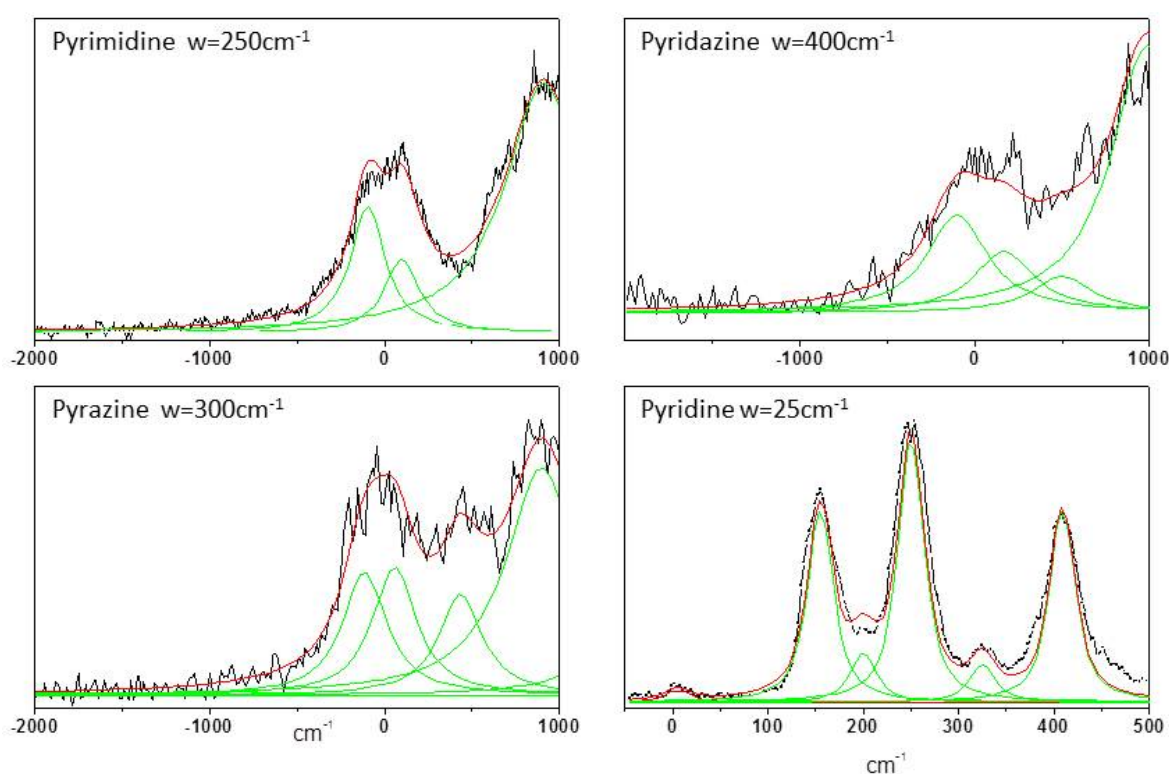 Pyrimidine w=250cm⁻¹
-2000 -1000 0 1000
Pyridazine w=400cm⁻¹
-1000 0 1000
Pyrazine w=300cm⁻¹
-2000 -1000 0 1000
cm⁻¹
Pyridine w=25cm⁻¹
0 100 200 300 400 500
cm⁻¹